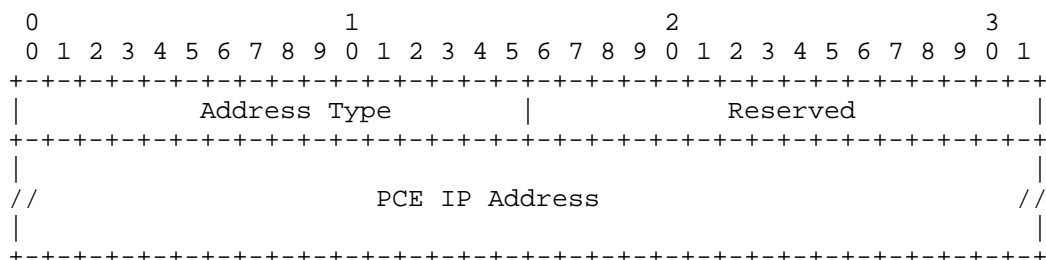 0                   1                   2                   3
 0 1 2 3 4 5 6 7 8 9 0 1 2 3 4 5 6 7 8 9 0 1 2 3 4 5 6 7 8 9 0 1
+-+-+-+-+-+-+-+-+-+-+-+-+-+-+-+-+-+-+-+-+-+-+-+-+-+-+-+-+-+-+-+-+
|           Address Type        |            Reserved           |
+-+-+-+-+-+-+-+-+-+-+-+-+-+-+-+-+-+-+-+-+-+-+-+-+-+-+-+-+-+-+-+-+
|                                                               |
//                     PCE IP Address                          //
|                                                               |
+-+-+-+-+-+-+-+-+-+-+-+-+-+-+-+-+-+-+-+-+-+-+-+-+-+-+-+-+-+-+-+-+